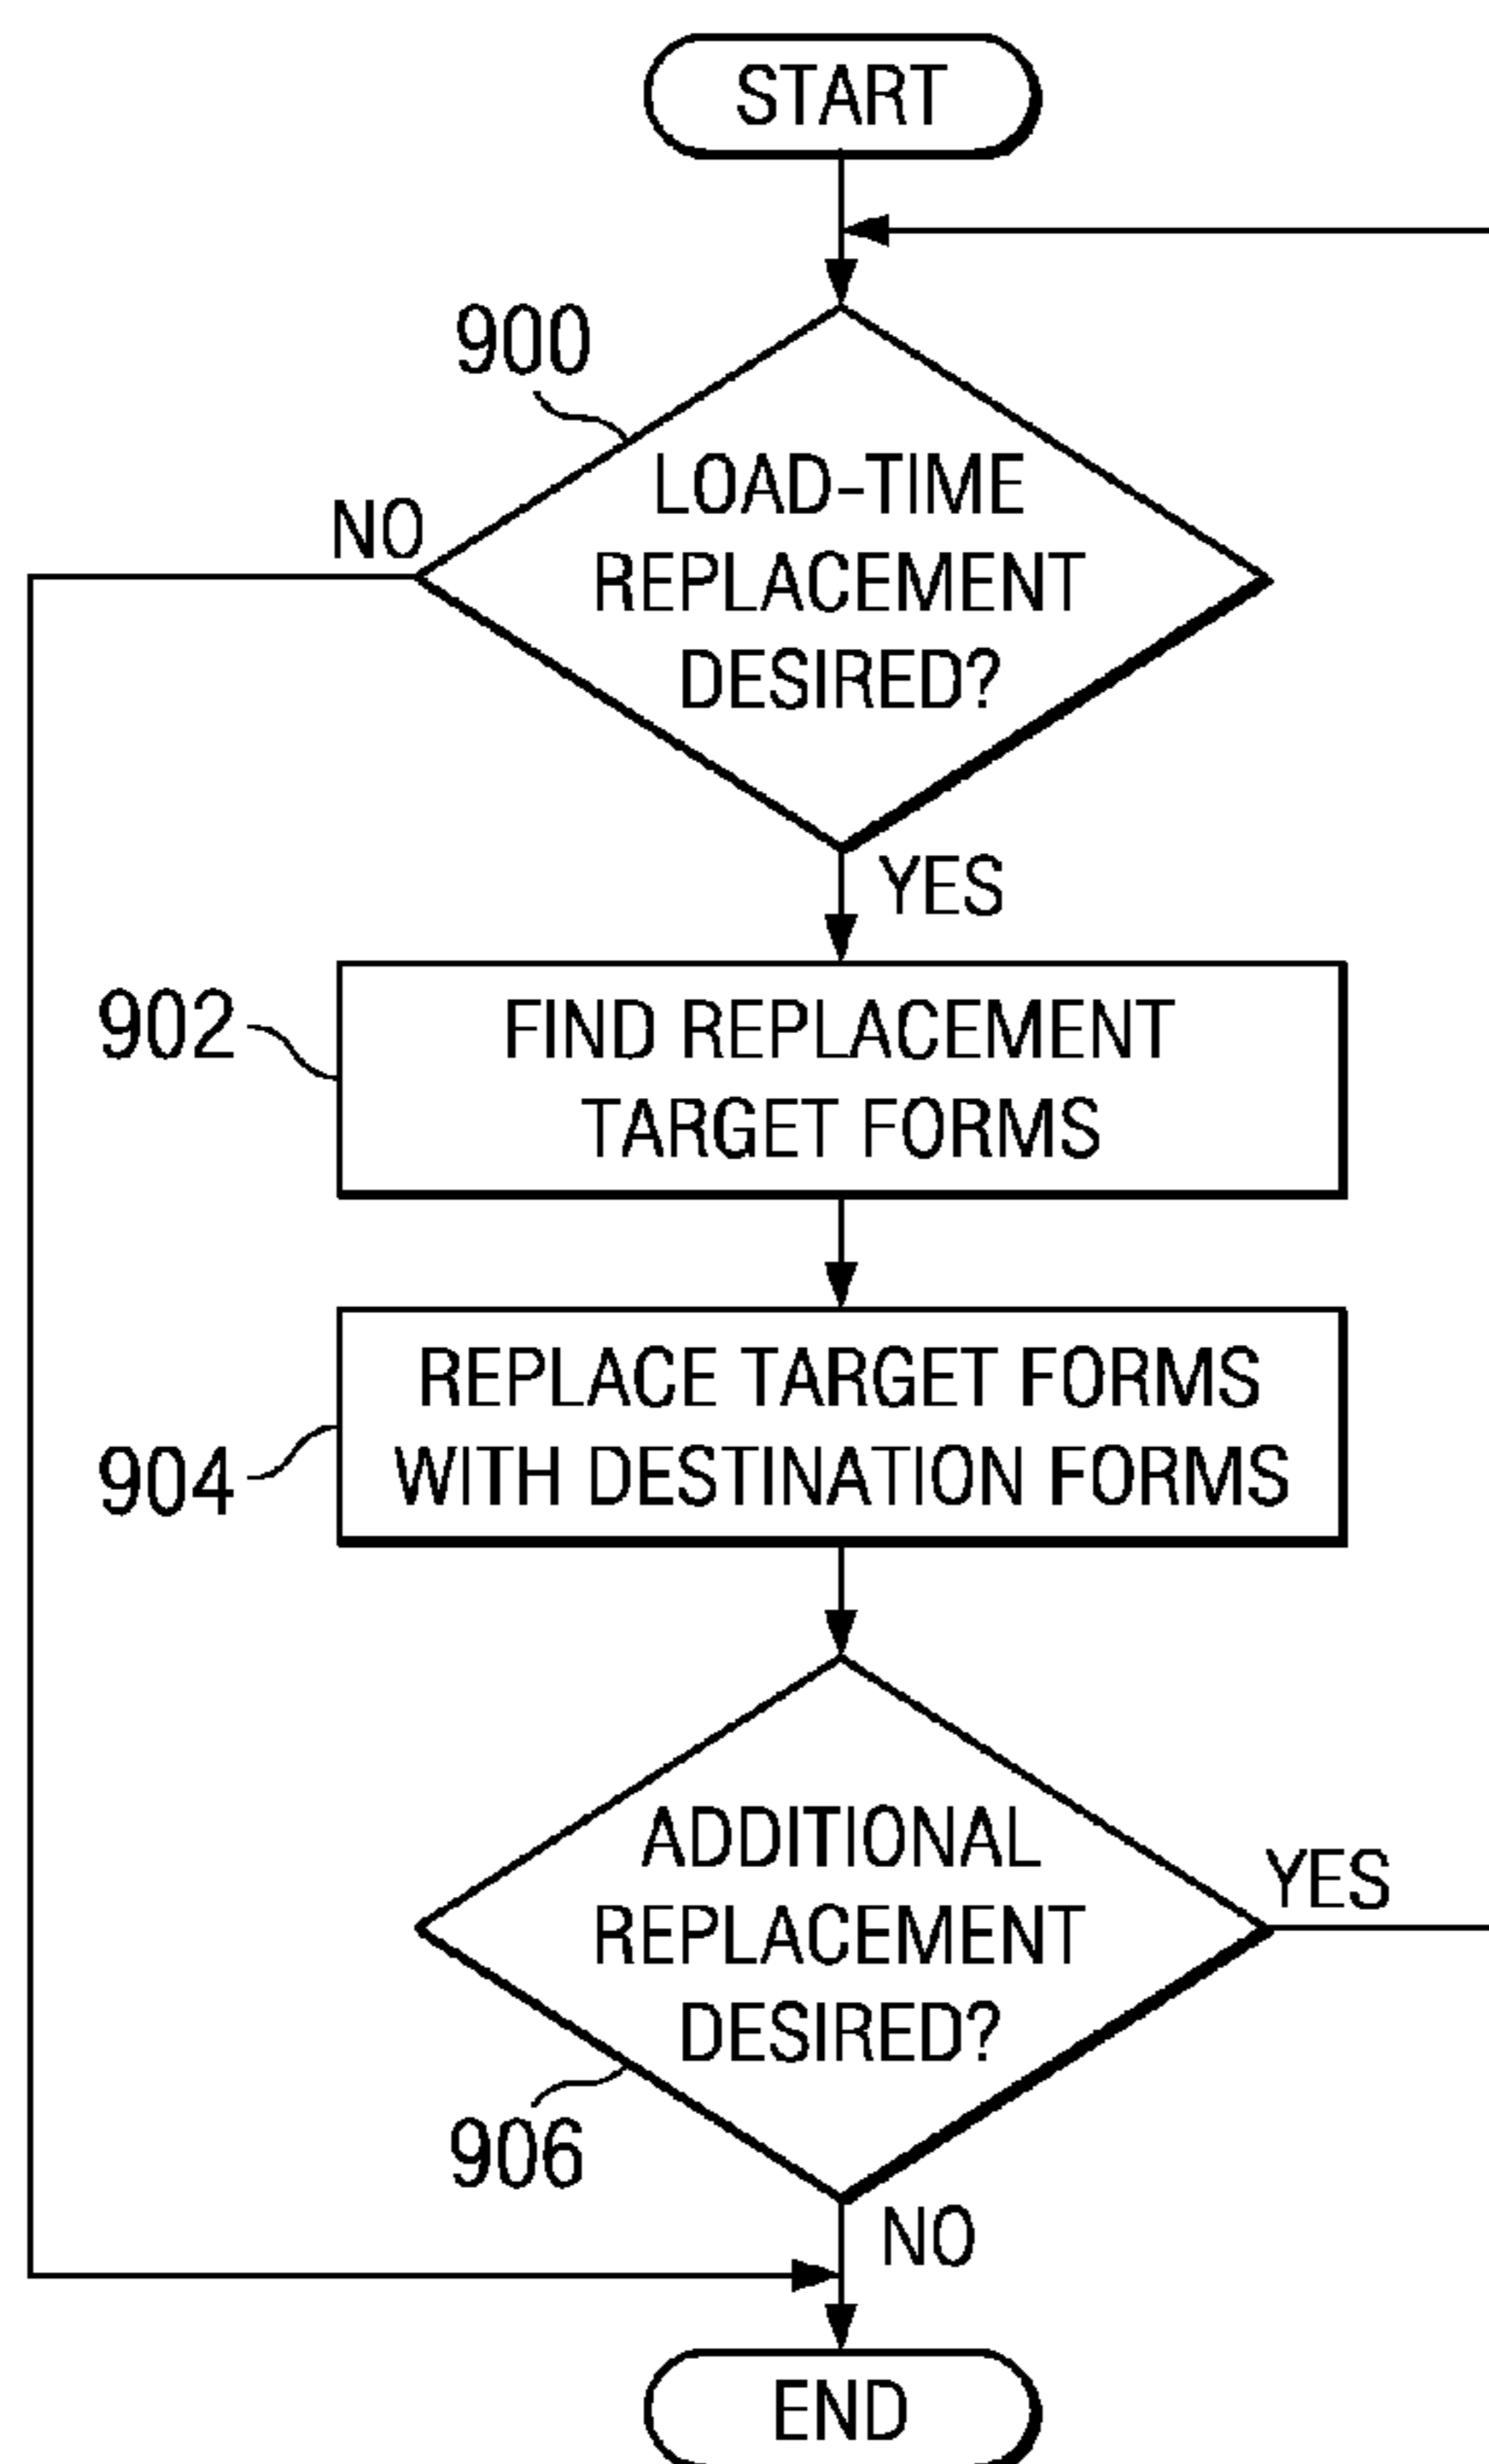 START
900
LOAD-TIME
REPLACEMENT
DESIRED?
NO
YES
902
FIND REPLACEMENT
TARGET FORMS
904
REPLACE TARGET FORMS
WITH DESTINATION FORMS
ADDITIONAL
REPLACEMENT
DESIRED?
YES
906
NO
END